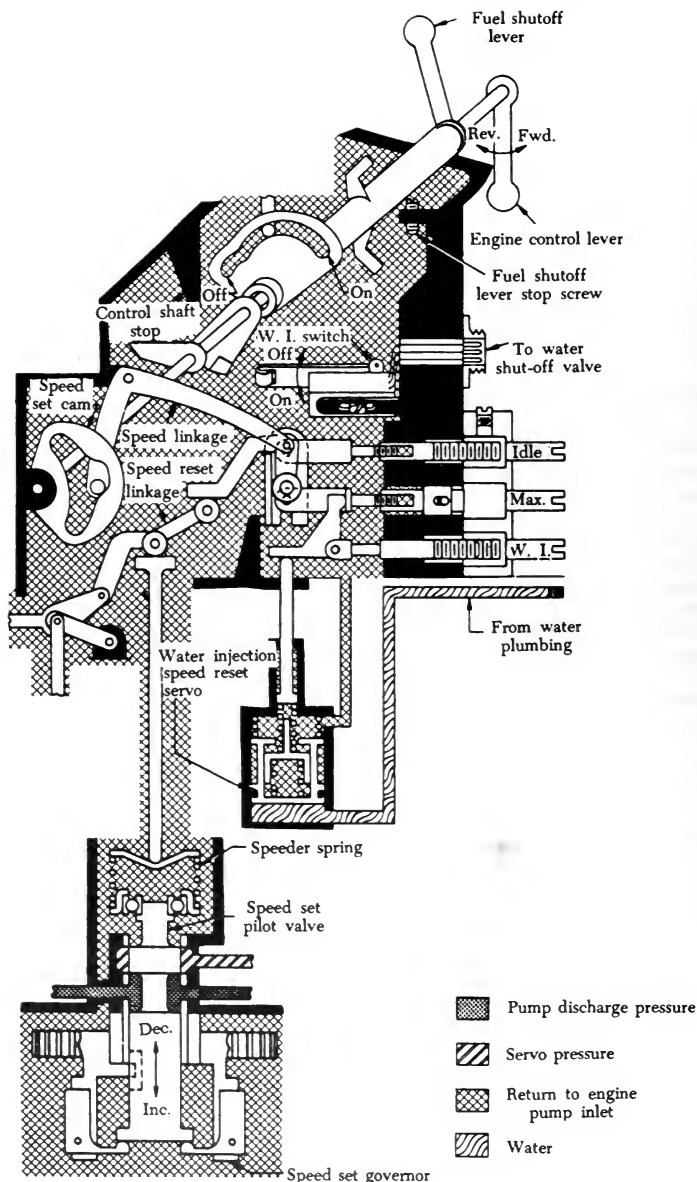 Fuel shutoff
lever
Rev. Fwd.
Engine control lever
Fuel shutoff
lever stop screw
Off
On
Control shaft
stop
W. I. switch
Off
On
To water
shut-off valve
Speed
set cam
Speed linkage
Speed reset
linkage
Idle
Max.
W. I.
From water
plumbing
Water injection
speed reset
servo
Speeder spring
Speed set
pilot valve
Dec.
Inc.
Speed set governor
Pump discharge pressure
Servo pressure
Return to engine
pump inlet
Water